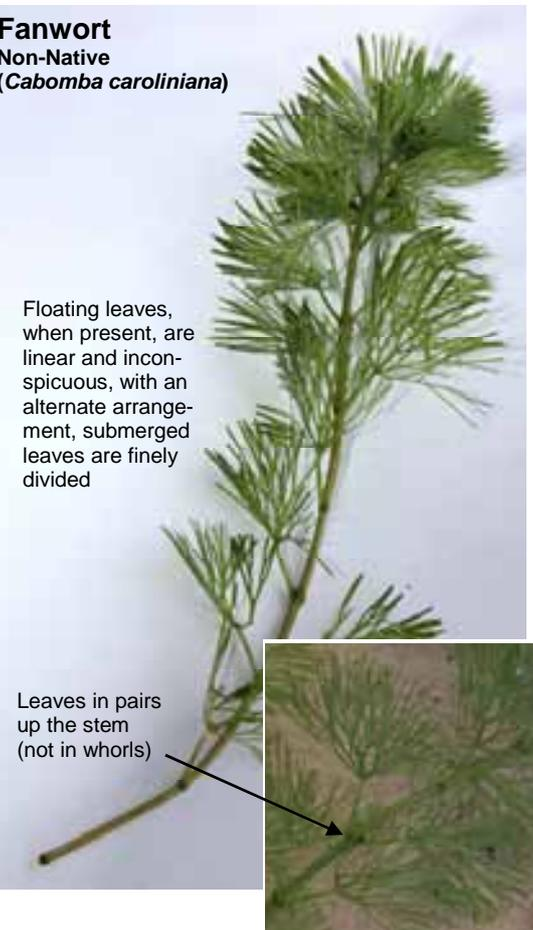 Fanwort
Non-Native
(Cabomba caroliniana)
Floating leaves,
when present, are
linear and incon-
spicuous, with an
alternate arrange-
ment, submerged
leaves are finely
divided
Leaves in pairs
up the stem
(not in whorls)